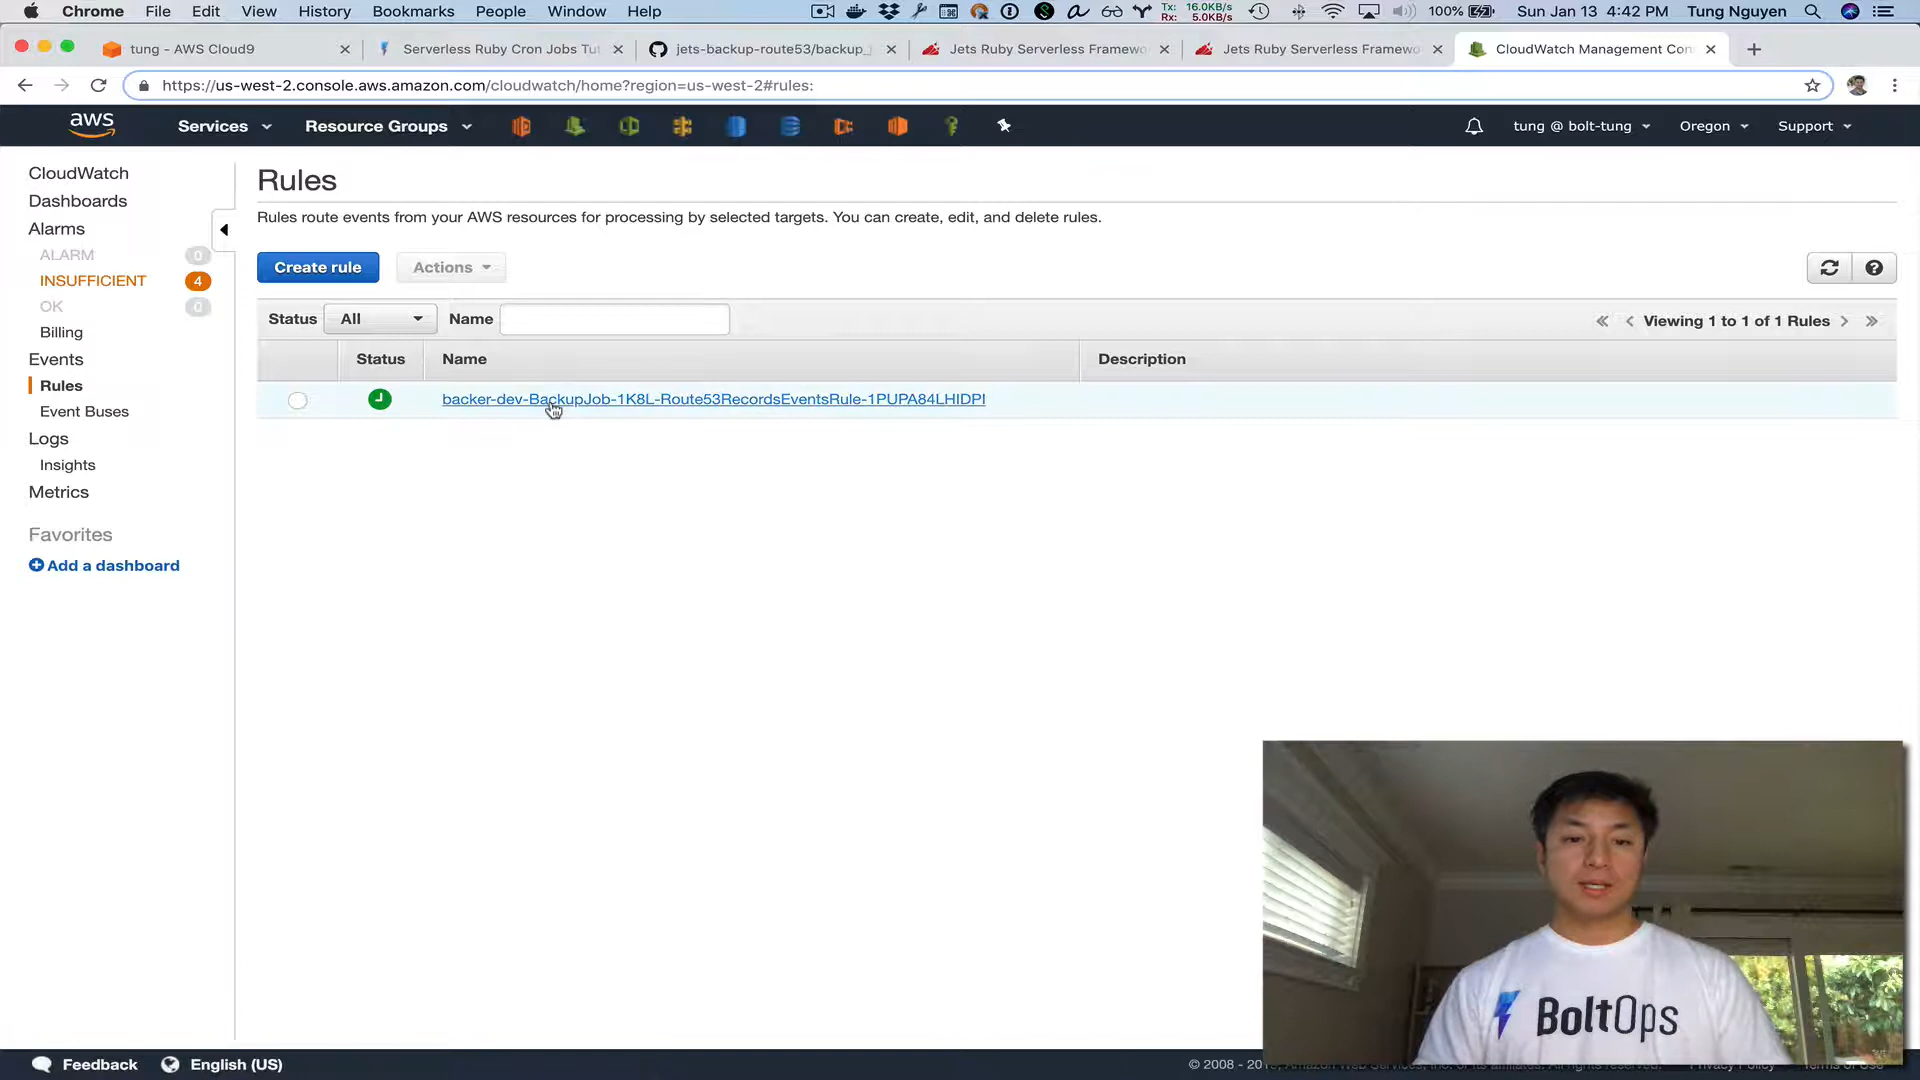 Chrome File Edit View History Bookmarks People Window Help Tx: 16.0KB/s Rx: 5.0KB/s 100% Sun Jan 13 4:42 PM Tung Nguyen
tung - AWS Cloud9
Serverless Ruby Cron Jobs Tut
jets-backup-route53/backup_j
Jets Ruby Serverless Framewo
Jets Ruby Serverless Framewo
CloudWatch Management Con
https://us-west-2.console.aws.amazon.com/cloudwatch/home?region=us-west-2#rules:
aws Services Resource Groups tung @ bolt-tung Oregon Support
CloudWatch
Dashboards
Alarms
ALARM 0
INSUFFICIENT 4
OK 0
Billing
Events
Rules
Event Buses
Logs
Insights
Metrics
Favorites
Add a dashboard
Rules
Rules route events from your AWS resources for processing by selected targets. You can create, edit, and delete rules.
Create rule Actions
Status All Name Viewing 1 to 1 of 1 Rules
Status Name Description
backer-dev-BackupJob-1K8L-Route53RecordsEventsRule-1PUPA84LHIDPI
BoltOps
Feedback English (US) © 2008 - 20